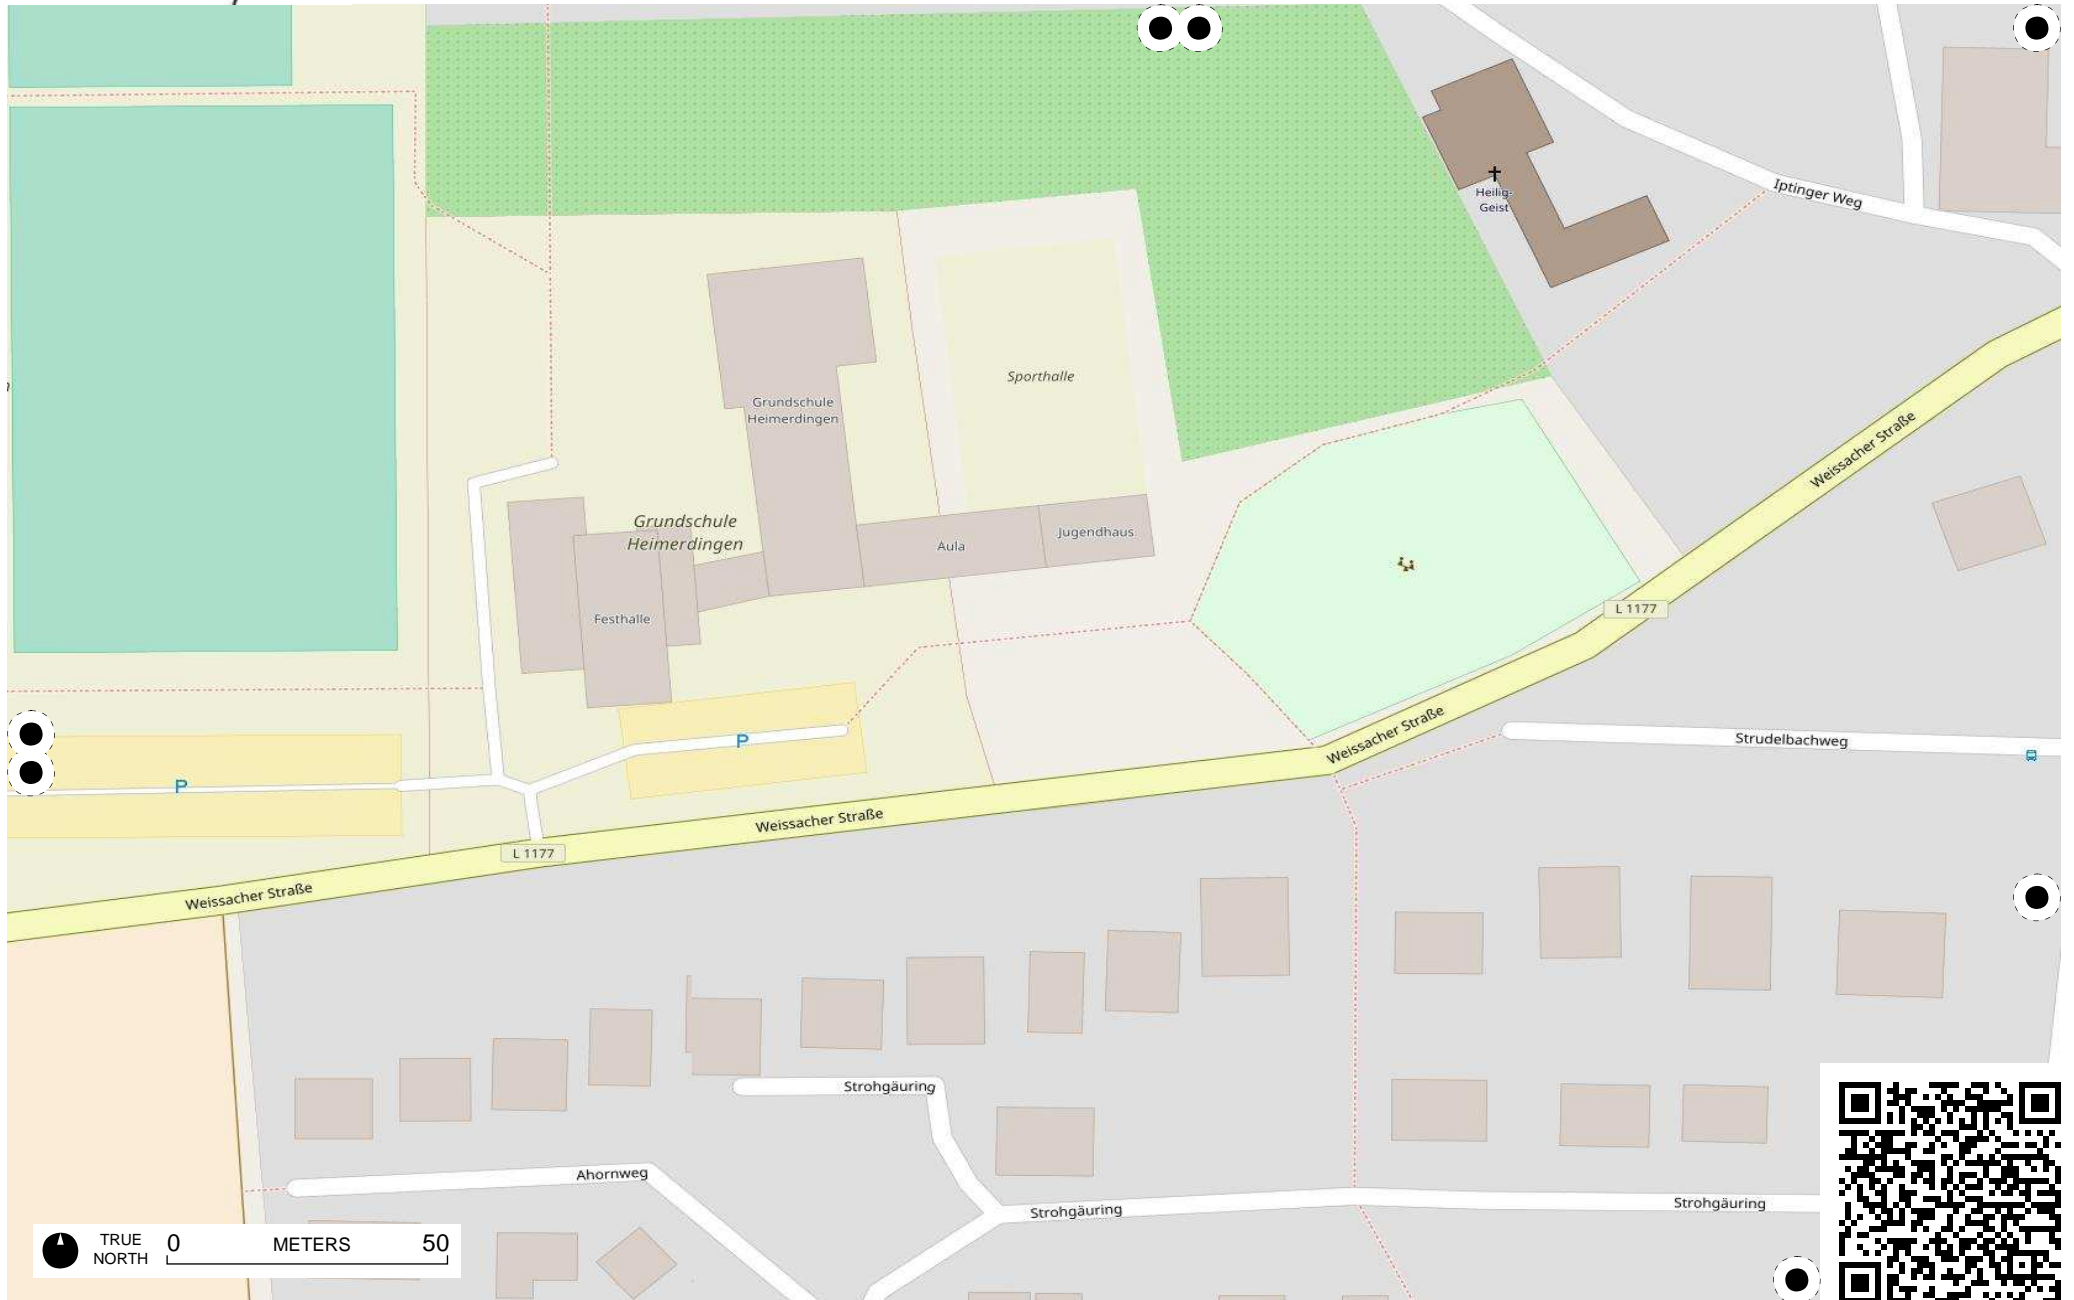 Iptinger Weg
Heilig-
Geist
Sporthalle
Grundschule
Heimerdingen
Weissacher Straße
Grundschule
Heimerdingen
Aula
Jugendhaus
Festhalle
L 1177
P
Weissacher Straße
Strudelbachweg
P
Weissacher Straße
L 1177
Weissacher Straße
Strohgäuring
Ahornweg
Strohgäuring
Strohgäuring
TRUE
NORTH
0 METERS 50